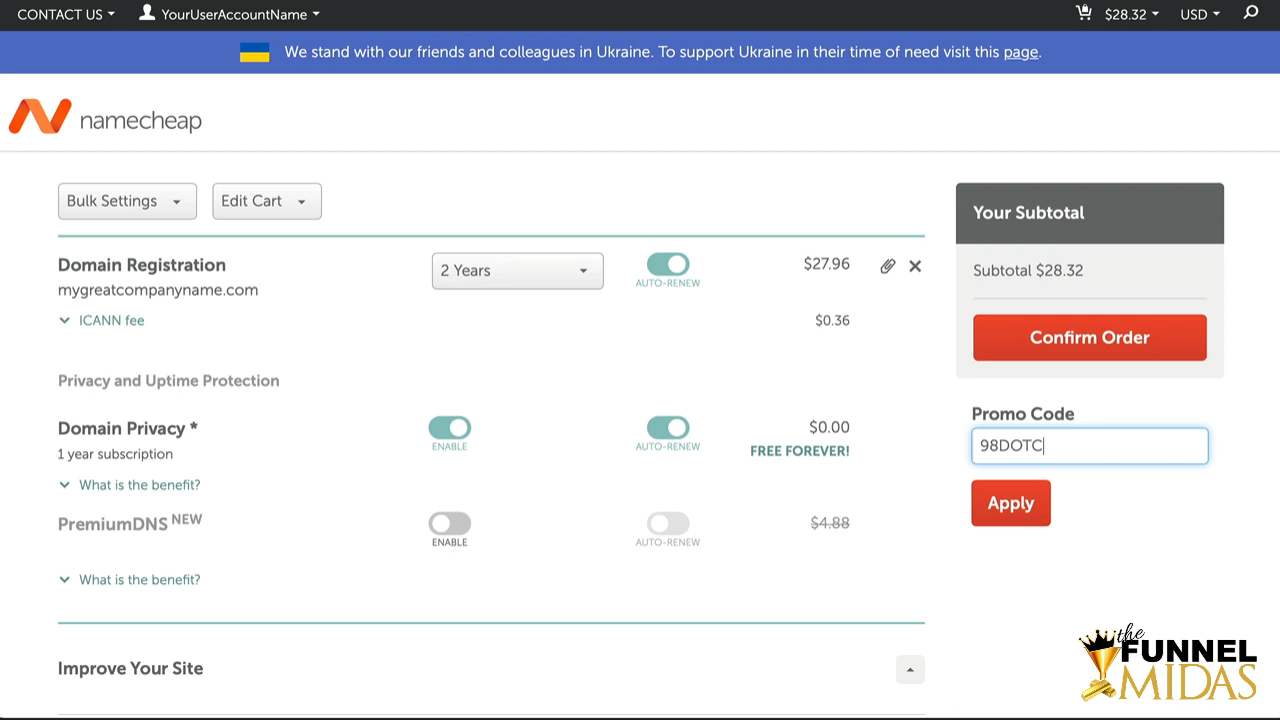 CONTACT US YourUserAccountName $28.32 USD
We stand with our friends and colleagues in Ukraine. To support Ukraine in their time of need visit this page.
namecheap
Bulk Settings Edit Cart
Domain Registration 2 Years $27.96
AUTO-RENEW
mygreatcompanyname.com
ICANN fee $0.36
Privacy and Uptime Protection
Domain Privacy * $0.00
ENABLE AUTO-RENEW FREE FOREVER!
1 year subscription
What is the benefit?
PremiumDNS NEW $4.88
ENABLE AUTO-RENEW
What is the benefit?
Improve Your Site
Your Subtotal
Subtotal $28.32
Confirm Order
Promo Code
98DOTC
Apply
the
FUNNEL
MIDAS